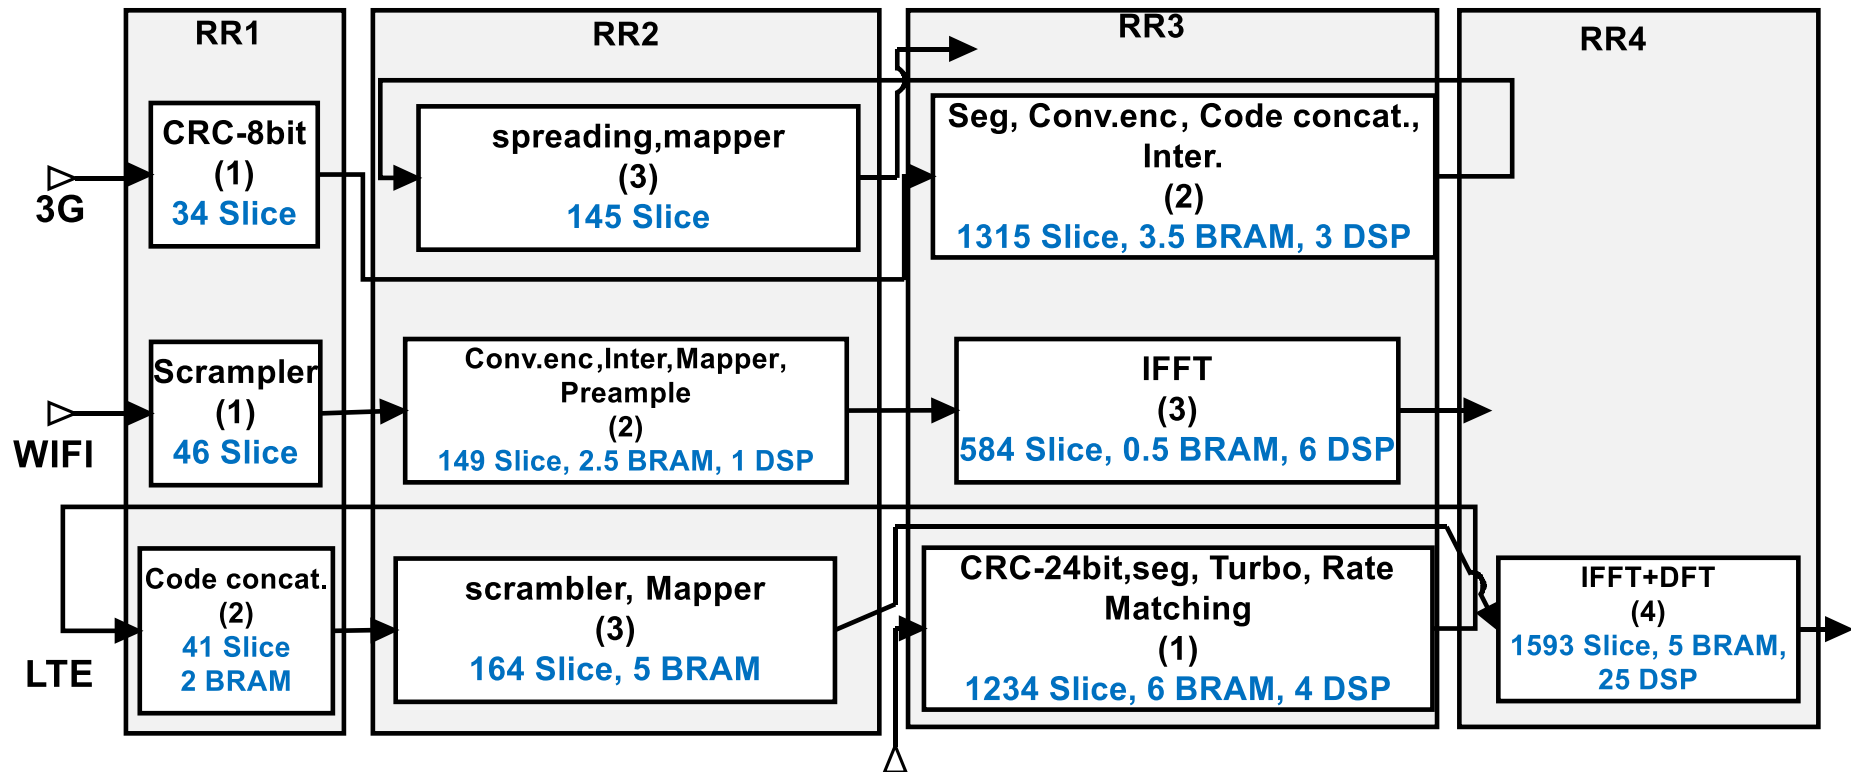 RR1
RR2
RR3
RR4
3G
CRC-8bit
(1)
34 Slice
spreading,mapper
(3)
145 Slice
Seg, Conv.enc, Code concat.,
Inter.
(2)
1315 Slice, 3.5 BRAM, 3 DSP
WIFI
Scrampler
(1)
46 Slice
Conv.enc,Inter,Mapper,
Preample
(2)
149 Slice, 2.5 BRAM, 1 DSP
IFFT
(3)
584 Slice, 0.5 BRAM, 6 DSP
LTE
Code concat.
(2)
41 Slice
2 BRAM
scrambler, Mapper
(3)
164 Slice, 5 BRAM
CRC-24bit,seg, Turbo, Rate
Matching
(1)
1234 Slice, 6 BRAM, 4 DSP
IFFT+DFT
(4)
1593 Slice, 5 BRAM,
25 DSP